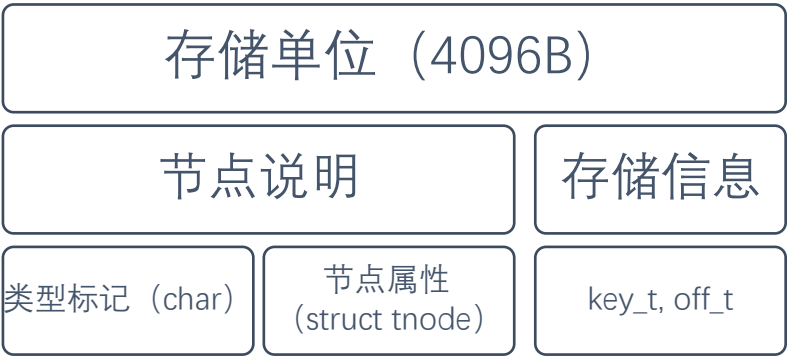 存储单位（4096B）
节点说明
存储信息
类型标记（char）
节点属性
（struct tnode）
key_t, off_t